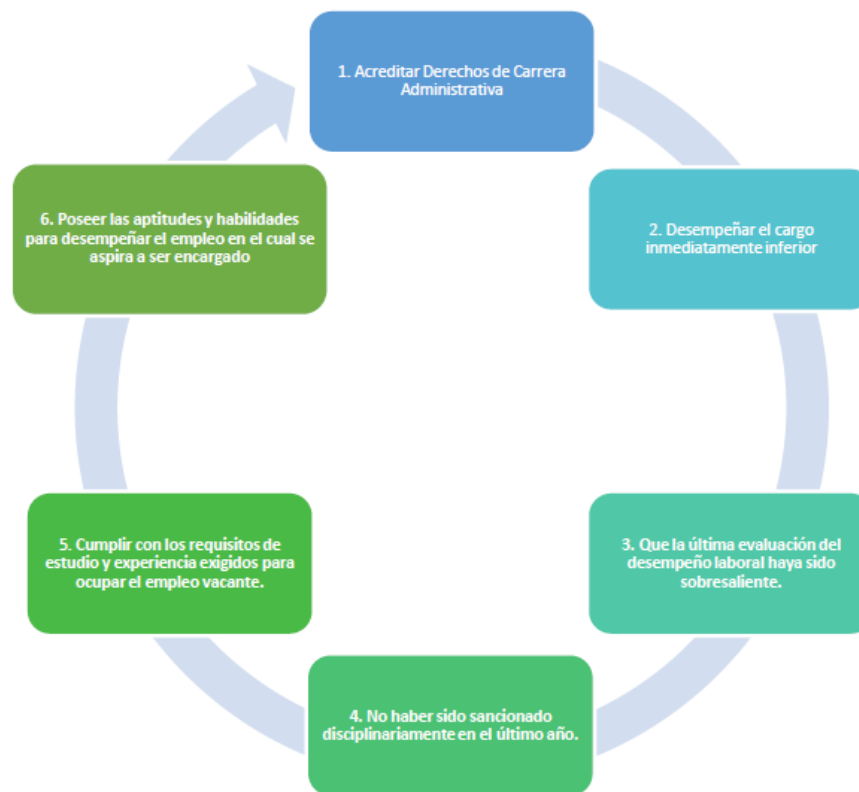 1. Acreditar Derechos de Carrera
Administrativa
2. Desempeñar el cargo
inmediatamente inferior
3. Que la última evaluación del
desempeño laboral haya sido
sobresaliente.
4. No haber sido sancionado
disciplinariamente en el último año.
5. Cumplir con los requisitos de
estudio y experiencia exigidos para
ocupar el empleo vacante.
6. Poseer las aptitudes y habilidades
para desempeñar el empleo en el cual se
aspira a ser encargado